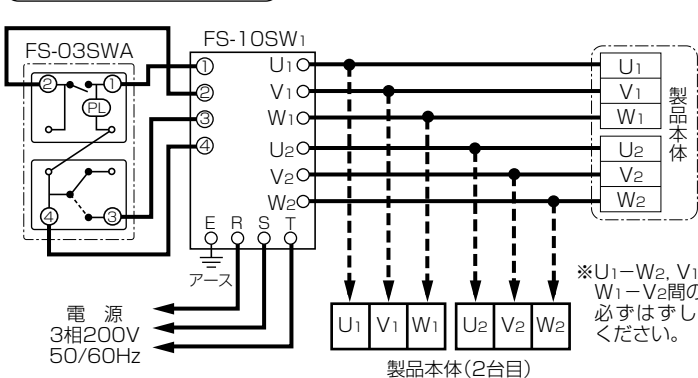 FS-03SWA
FS-10SW1
② ①
PL
④ ③
①
②
③
④
U1
V1
W1
U2
V2
W2
E R S T
アース
電 源
3相200V
50/60Hz
U1
V1
W1
U2
V2
W2
製品本体
※U1－W2, V1
W1－V2間の
必ずはずし
ください。
U1 V1 W1 U2 V2 W2
製品本体(2台目)